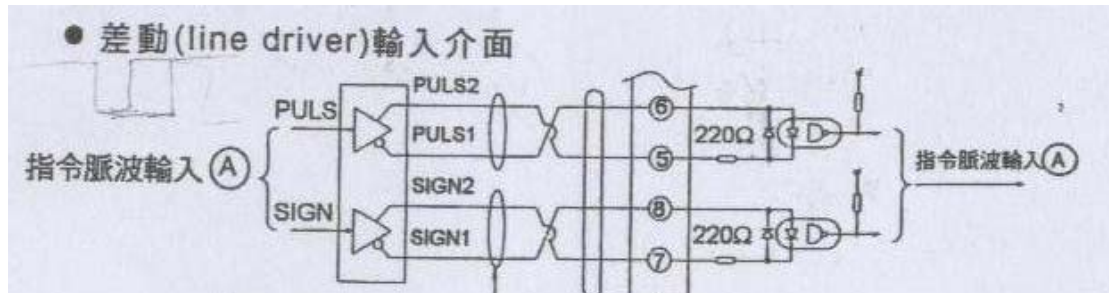 ● 差動(line driver)輸入介面
PULS2
PULS
PULS1
⑥
220Ω
⑤
指令脈波輸入Ⓐ
指令脈波輸入Ⓐ
SIGN2
SIGN
SIGN1
⑧
220Ω
⑦